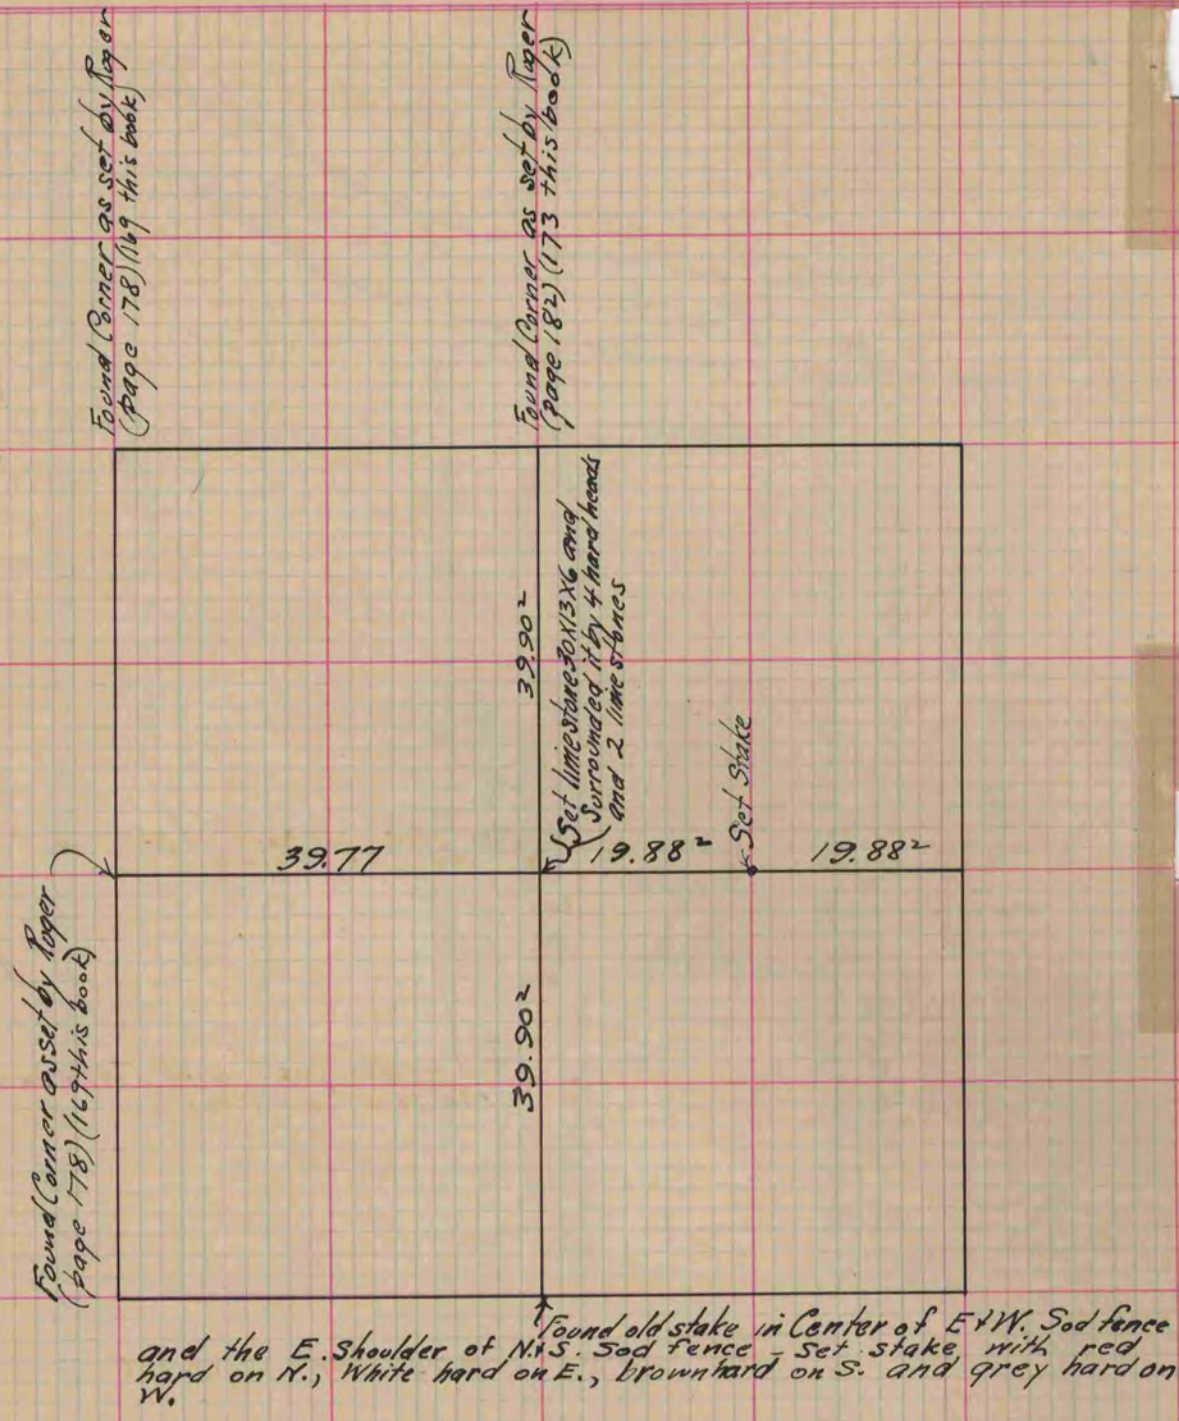 Found Corner as set by Roger
(page 178)(169 this book)
Found Corner as set by Roger
(page 182)(173 this book)
39.90²
Set limestone 30x13x6 and
Surrounded it by 4 hard heads
and 2 limestones
Set Stake
39.77
19.88²
19.88²
Found Corner as set by Roger
(page 178)(169 this book)
39.90²
Found old stake in Center of E & W. Sod fence
and the E. Shoulder of N. & S. Sod fence - Set stake with red
hard on N., White hard on E., brown hard on S. and grey hard on
W.